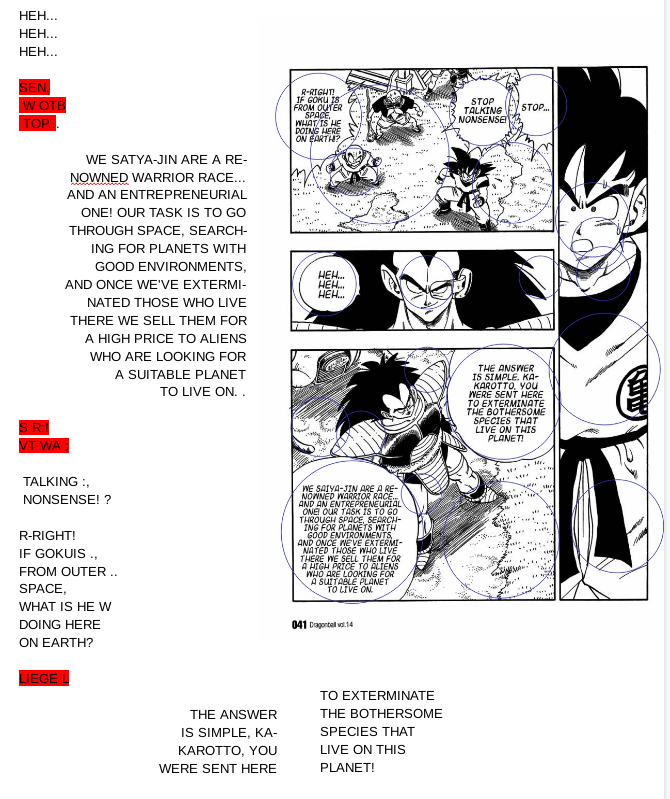 HEH...
HEH...
HEH...
SEN.
W OTB
TOP. .
WE SATYA-JIN ARE A RE-
NOWNED WARRIOR RACE...
AND AN ENTREPRENEURIAL
ONE! OUR TASK IS TO GO
THROUGH SPACE, SEARCH-
ING FOR PLANETS WITH
GOOD ENVIRONMENTS,
AND ONCE WE'VE EXTERMI-
NATED THOSE WHO LIVE
THERE WE SELL THEM FOR
A HIGH PRICE TO ALIENS
WHO ARE LOOKING FOR
A SUITABLE PLANET
TO LIVE ON. .
S R:!
VT WA ;
TALKING :,
NONSENSE! ?
R-RIGHT!
IF GOKUIS .,
FROM OUTER ..
SPACE,
WHAT IS HE W
DOING HERE
ON EARTH?
LIEGE L
THE ANSWER
IS SIMPLE, KA-
KAROTTO, YOU
WERE SENT HERE
TO EXTERMINATE
THE BOTHERSOME
SPECIES THAT
LIVE ON THIS
PLANET!
R-RIGHT!
IF GOKU IS
FROM OUTER
SPACE,
WHAT IS HE
DOING HERE
ON EARTH!?
STOP
TALKING
NONSENSE!
STOP...
HEH...
HEH...
HEH...
THE ANSWER
IS SIMPLE, KA-
KAROTTO, YOU
WERE SENT HERE
TO EXTERMINATE
THE BOTHERSOME
SPECIES THAT
LIVE ON THIS
PLANET!
WE SAIYA-JIN ARE A RE-
NOWNED WARRIOR RACE...
AND AN ENTREPRENEURIAL
ONE! OUR TASK IS TO GO
THROUGH SPACE, SEARCH-
ING FOR PLANETS WITH
GOOD ENVIRONMENTS,
AND ONCE WE'VE EXTERMI-
NATED THOSE WHO LIVE
THERE WE SELL THEM FOR
A HIGH PRICE TO ALIENS
WHO ARE LOOKING FOR
A SUITABLE PLANET
TO LIVE ON.
亀
041 Dragonball vol.14